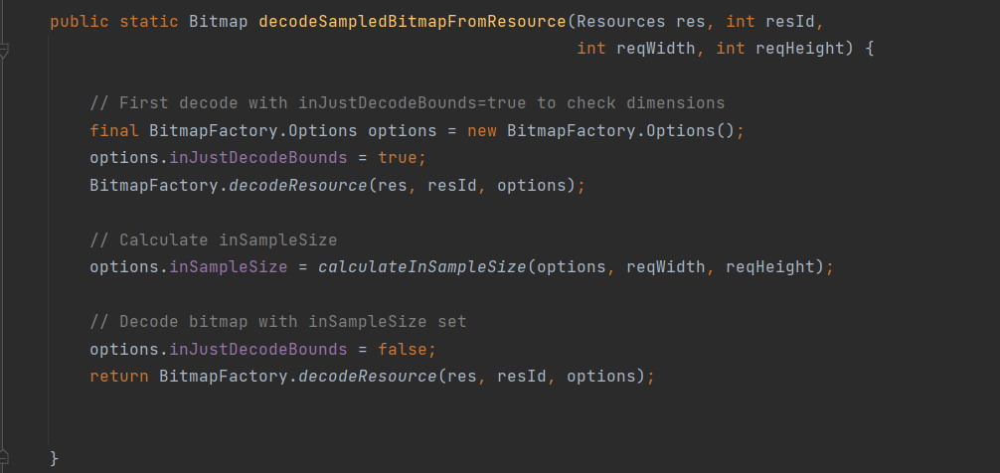 public static Bitmap decodeSampledBitmapFromResource(Resources res, int resId,
int reqWidth, int reqHeight) {
// First decode with inJustDecodeBounds=true to check dimensions
final BitmapFactory.Options options = new BitmapFactory.Options();
options.inJustDecodeBounds = true;
BitmapFactory.decodeResource(res, resId, options);
// Calculate inSampleSize
options.inSampleSize = calculateInSampleSize(options, reqWidth, reqHeight);
// Decode bitmap with inSampleSize set
options.inJustDecodeBounds = false;
return BitmapFactory.decodeResource(res, resId, options);
}